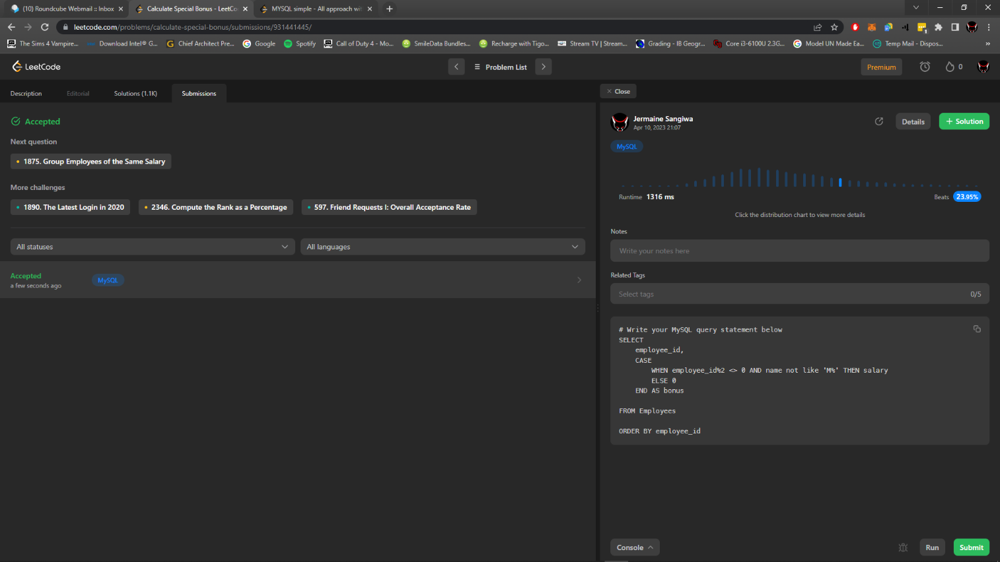 (10) Roundcube Webmail :: Inbox
Calculate Special Bonus - LeetCo
MYSQL simple - All approach wit
leetcode.com/problems/calculate-special-bonus/submissions/931441445/
The Sims 4 Vampire...
Download Intel® G...
Chief Architect Pre...
Google
Spotify
Call of Duty 4 - Mo...
SmileData Bundles...
Recharge with Tigo...
Stream TV | Stream...
Grading - IB Geogr...
Core i3-6100U 2.3G...
Model UN Made Ea...
Temp Mail - Dispos...
»
LeetCode
Problem List
Premium
0
Description
Editorial
Solutions (1.1K)
Submissions
Close
Accepted
Next question
1875. Group Employees of the Same Salary
More challenges
1890. The Latest Login in 2020
2346. Compute the Rank as a Percentage
597. Friend Requests I: Overall Acceptance Rate
All statuses
All languages
Accepted
a few seconds ago
MySQL
Jermaine Sangiwa
Apr 10, 2023 21:07
Details
+ Solution
MySQL
Runtime 1316 ms
Beats 23.95%
Click the distribution chart to view more details
Notes
Write your notes here
Related Tags
Select tags
0/5
# Write your MySQL query statement below
SELECT
employee_id,
CASE
WHEN employee_id%2 <> 0 AND name not like 'M%' THEN salary
ELSE 0
END AS bonus
FROM Employees
ORDER BY employee_id
Console
Run
Submit